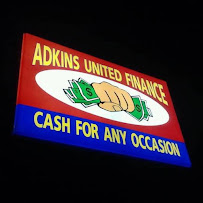 ADKINS UNITED FINANCE
CASH FOR ANY OCCASION